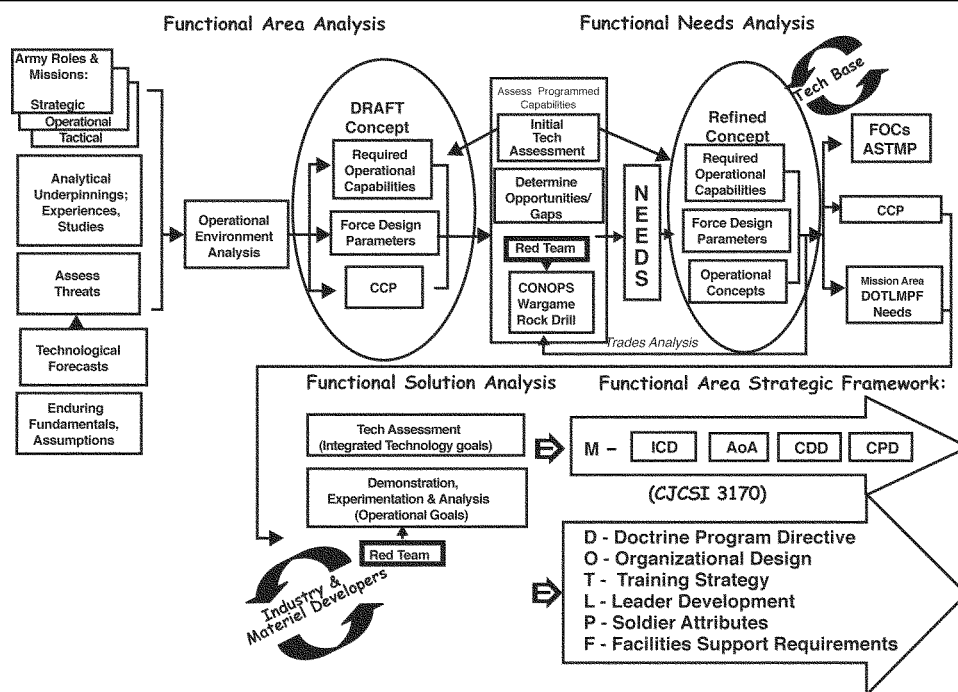 Functional Area Analysis
Functional Needs Analysis
Army Roles &
Missions:
Strategic
Operational
Tactical
Analytical
Underpinnings;
Experiences,
Studies
Assess
Threats
Technological
Forecasts
Enduring
Fundamentals,
Assumptions
Operational
Environment
Analysis
DRAFT
Concept
Required
Operational
Capabilities
Force Design
Parameters
CCP
Assess Programmed
Capabilities
Initial
Tech
Assessment
Determine
Opportunities/
Gaps
Red Team
CONOPS
Wargame
Rock Drill
NEEDS
Refined
Concept
Required
Operational
Capabilities
Force Design
Parameters
Operational
Concepts
Trades Analysis
Tech Base
FOCs
ASTMP
CCP
Mission Area
DOTLMPF
Needs
Functional Solution Analysis
Functional Area Strategic Framework:
Tech Assessment
(Integrated Technology goals)
Demonstration,
Experimentation & Analysis
(Operational Goals)
Red Team
Industry &
Materiel Developers
M – ICD AoA CDD CPD
(CJCSI 3170)
D - Doctrine Program Directive
O - Organizational Design
T - Training Strategy
L - Leader Development
P - Soldier Attributes
F - Facilities Support Requirements